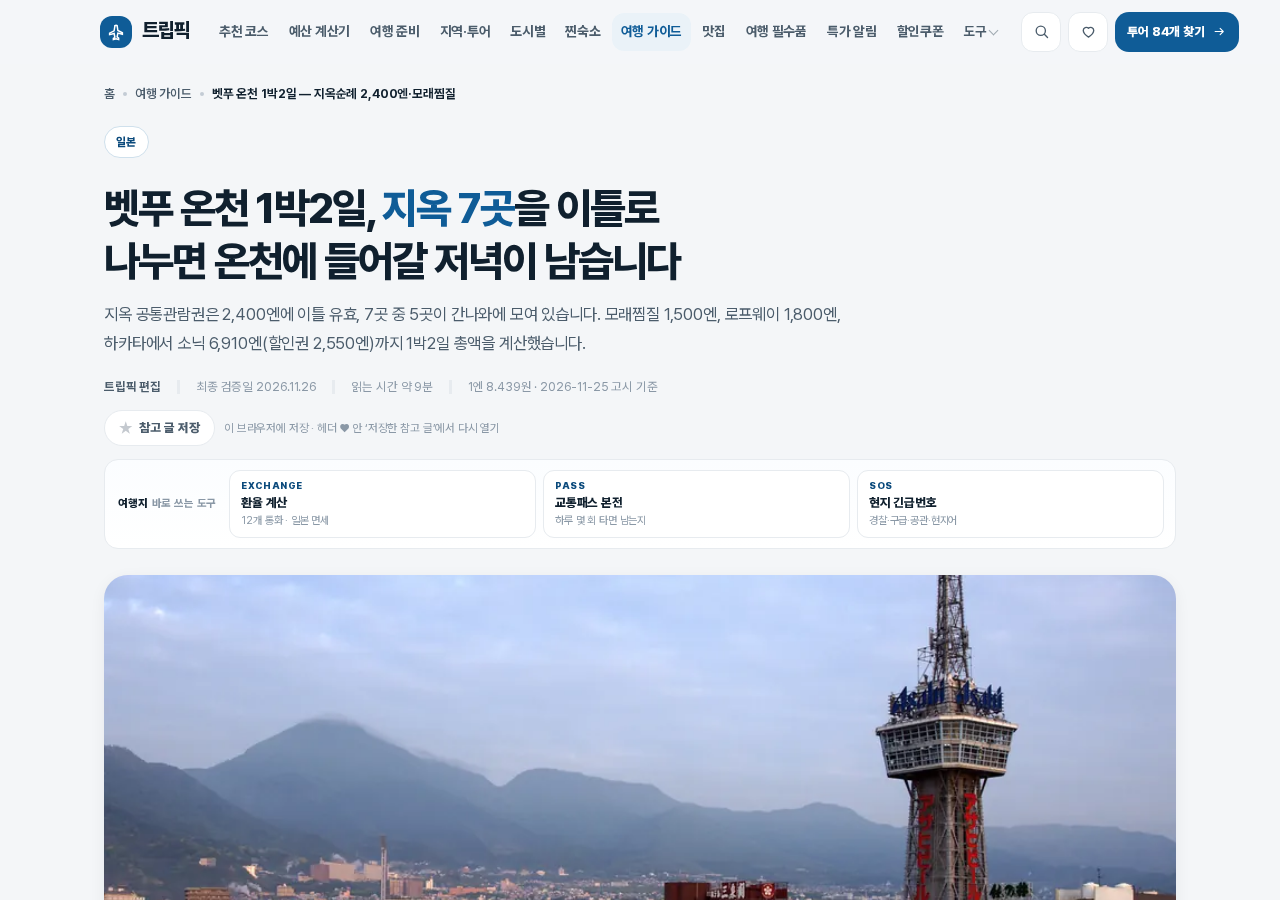 트립픽
추천 코스
예산 계산기
여행 준비
지역·투어
도시별
찐숙소
여행 가이드
맛집
여행 필수품
특가 알림
할인쿠폰
도구
투어 84개 찾기 →
홈 • 여행 가이드 • 벳푸 온천 1박2일 — 지옥순례 2,400엔·모래찜질
일본
벳푸 온천 1박2일, 지옥 7곳을 이틀로
나누면 온천에 들어갈 저녁이 남습니다
지옥 공통관람권은 2,400엔에 이틀 유효, 7곳 중 5곳이 간나와에 모여 있습니다. 모래찜질 1,500엔, 로프웨이 1,800엔,
하카타에서 소닉 6,910엔(할인권 2,550엔)까지 1박2일 총액을 계산했습니다.
트립픽 편집 | 최종 검증일 2026.11.26 | 읽는 시간 약 9분 | 1엔 8.439원 · 2026-11-25 고시 기준
★ 참고 글 저장
이 브라우저에 저장 · 헤더 ♥ 안 ‘저장한 참고 글’에서 다시 열기
여행지 바로 쓰는 도구
EXCHANGE
환율 계산
12개 통화 · 일본 면세
PASS
교통패스 본전
하루 몇 회 타면 남는지
SOS
현지 긴급번호
경찰·구급·공관·현지어
Asahi Asahi